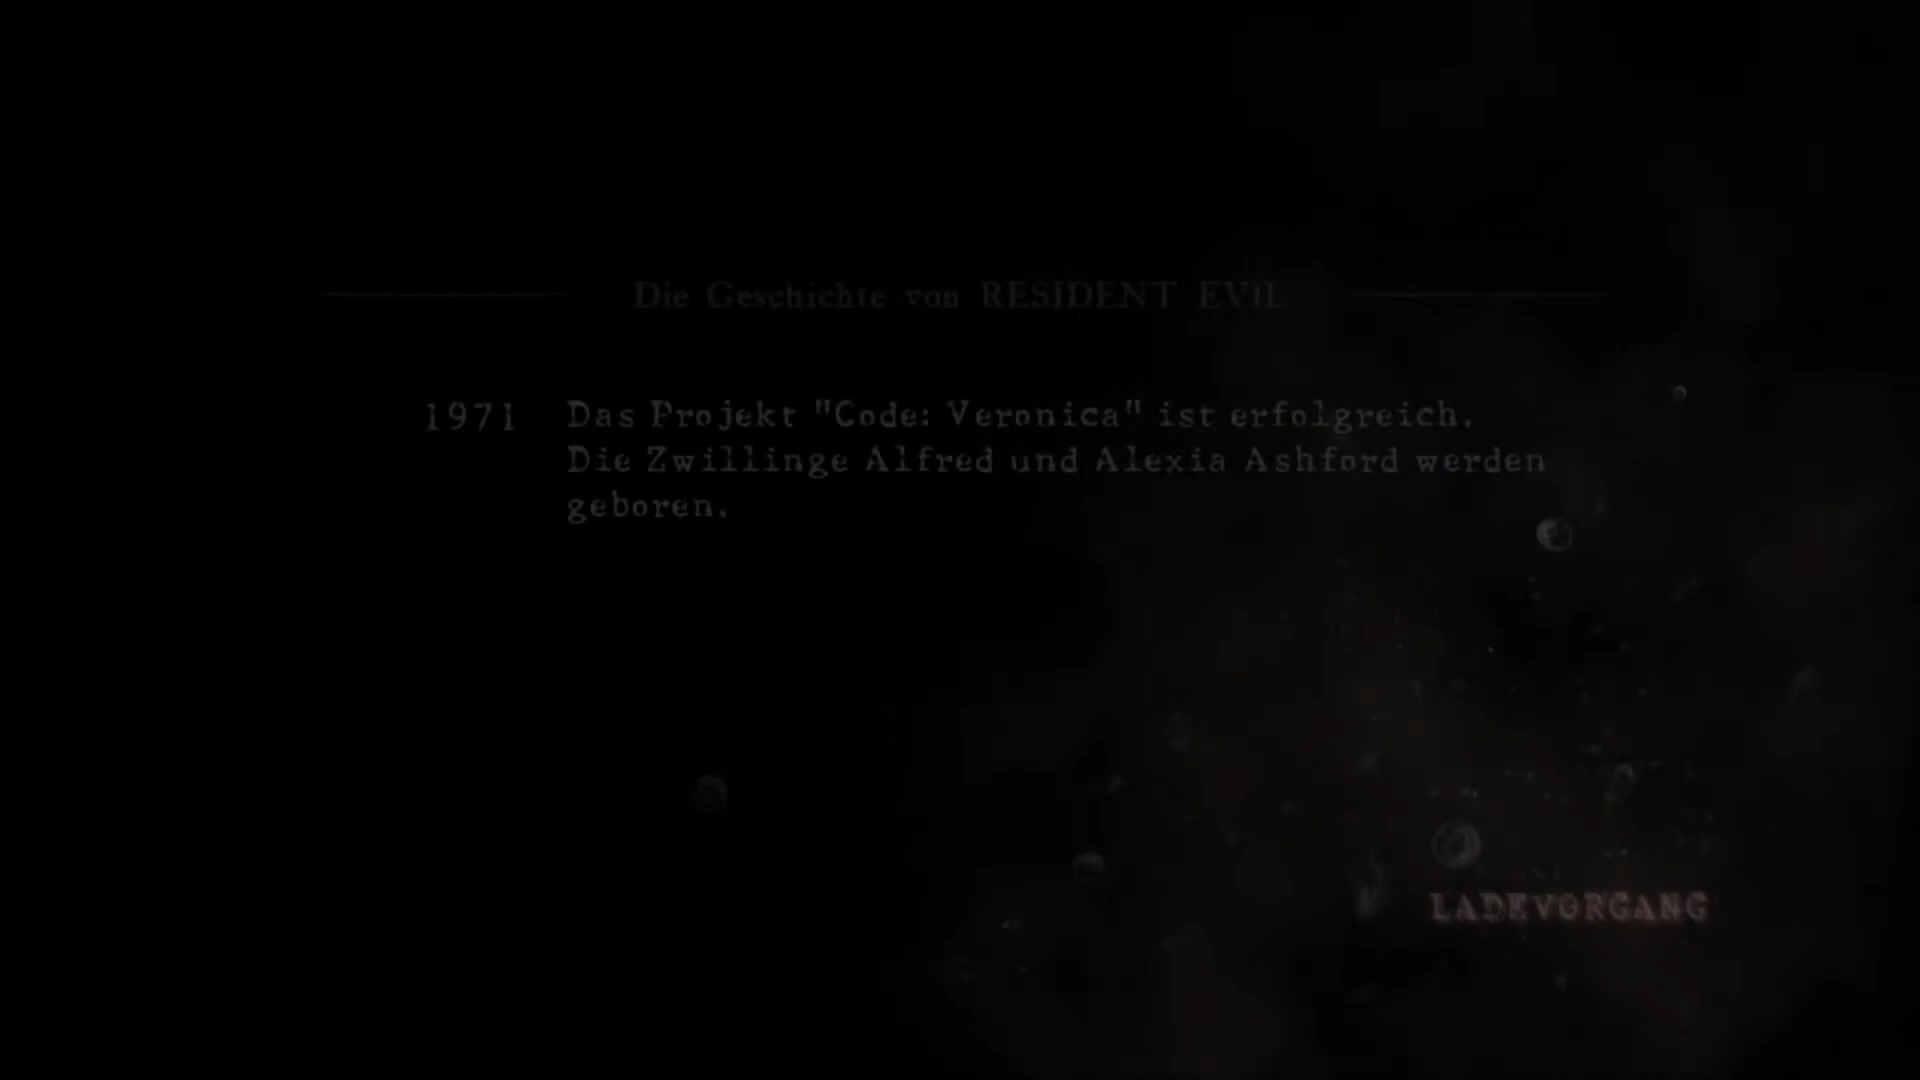 Die Geschichte von RESIDENT EVIL
1971 Das Projekt "Code: Veronica" ist erfolgreich.
Die Zwillinge Alfred und Alexia Ashford werden
geboren.
LADEVORGANG